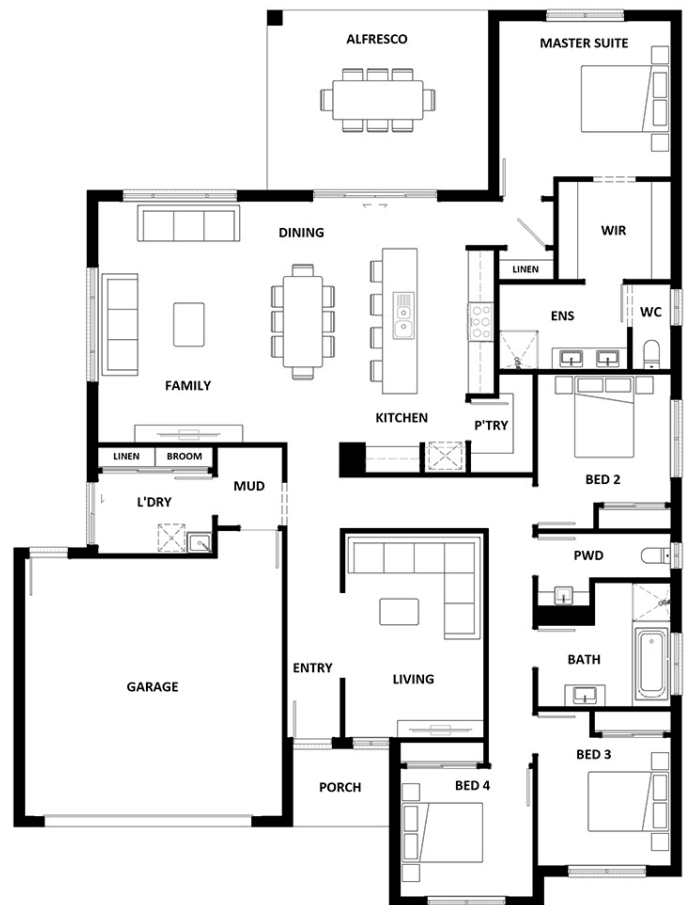 ALFRESCO
MASTER SUITE
DINING
WIR
LINEN
ENS
WC
FAMILY
KITCHEN
P'TRY
LINEN
BROOM
BED 2
L'DRY
MUD
PWD
BATH
ENTRY
LIVING
GARAGE
BED 3
BED 4
PORCH